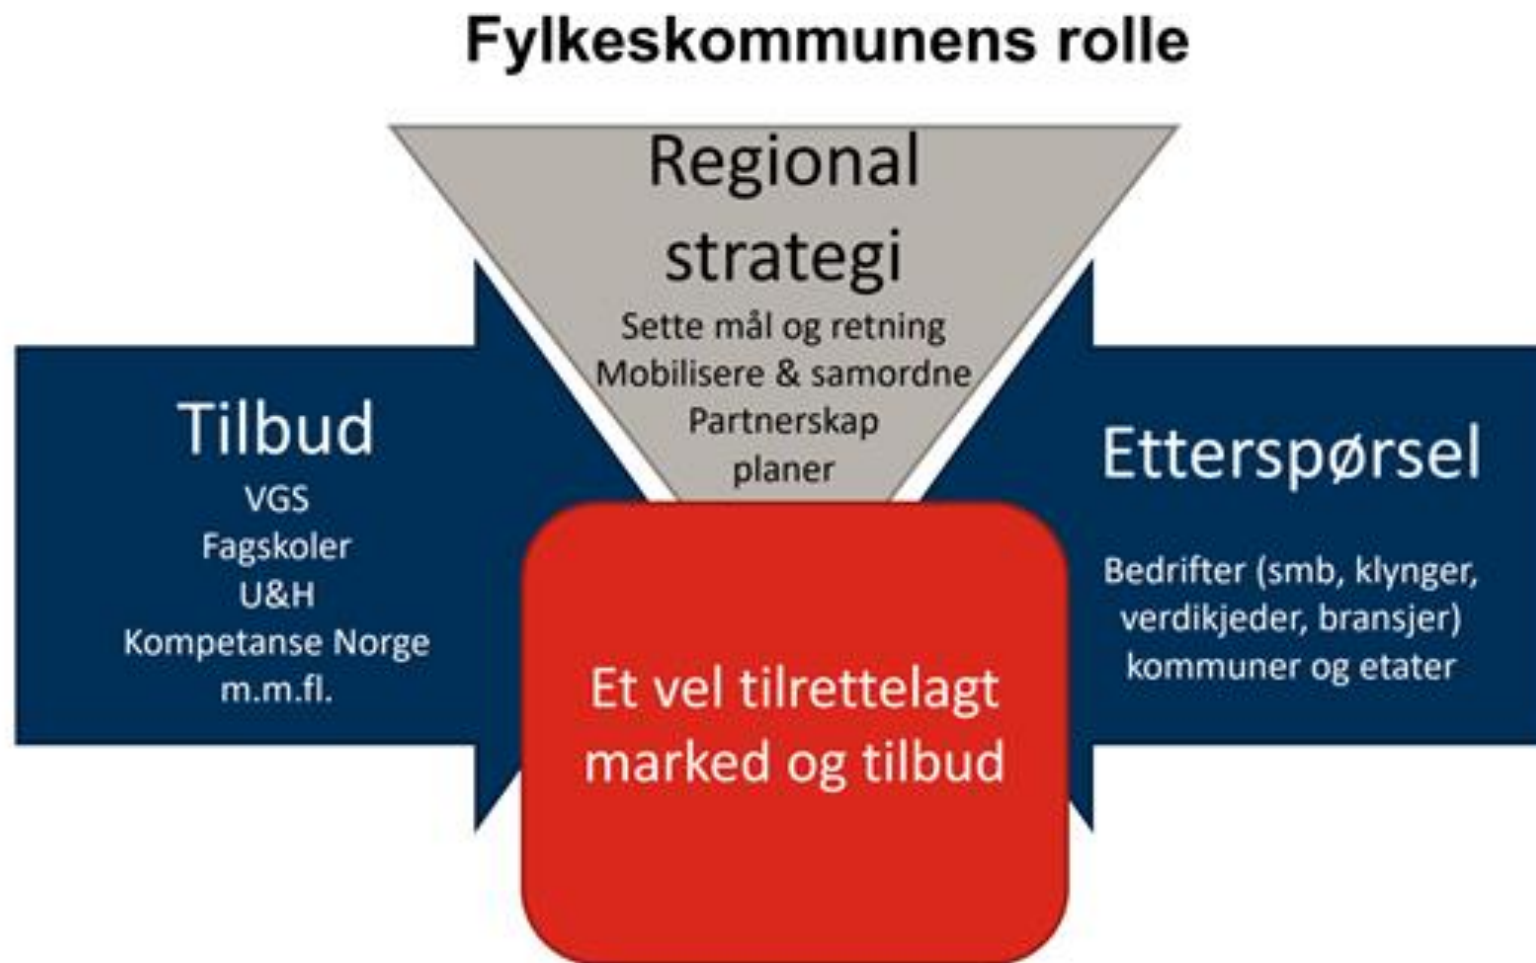 Fylkeskommunens rolle
Regional
strategi
Sette mål og retning
Mobilisere & samordne
Partnerskap
planer
Tilbud
VGS
Fagskoler
U&H
Kompetanse Norge
m.m.fl.
Etterspørsel
Bedrifter (smb, klynger,
verdikjeder, bransjer)
kommuner og etater
Et vel tilrettelagt
marked og tilbud